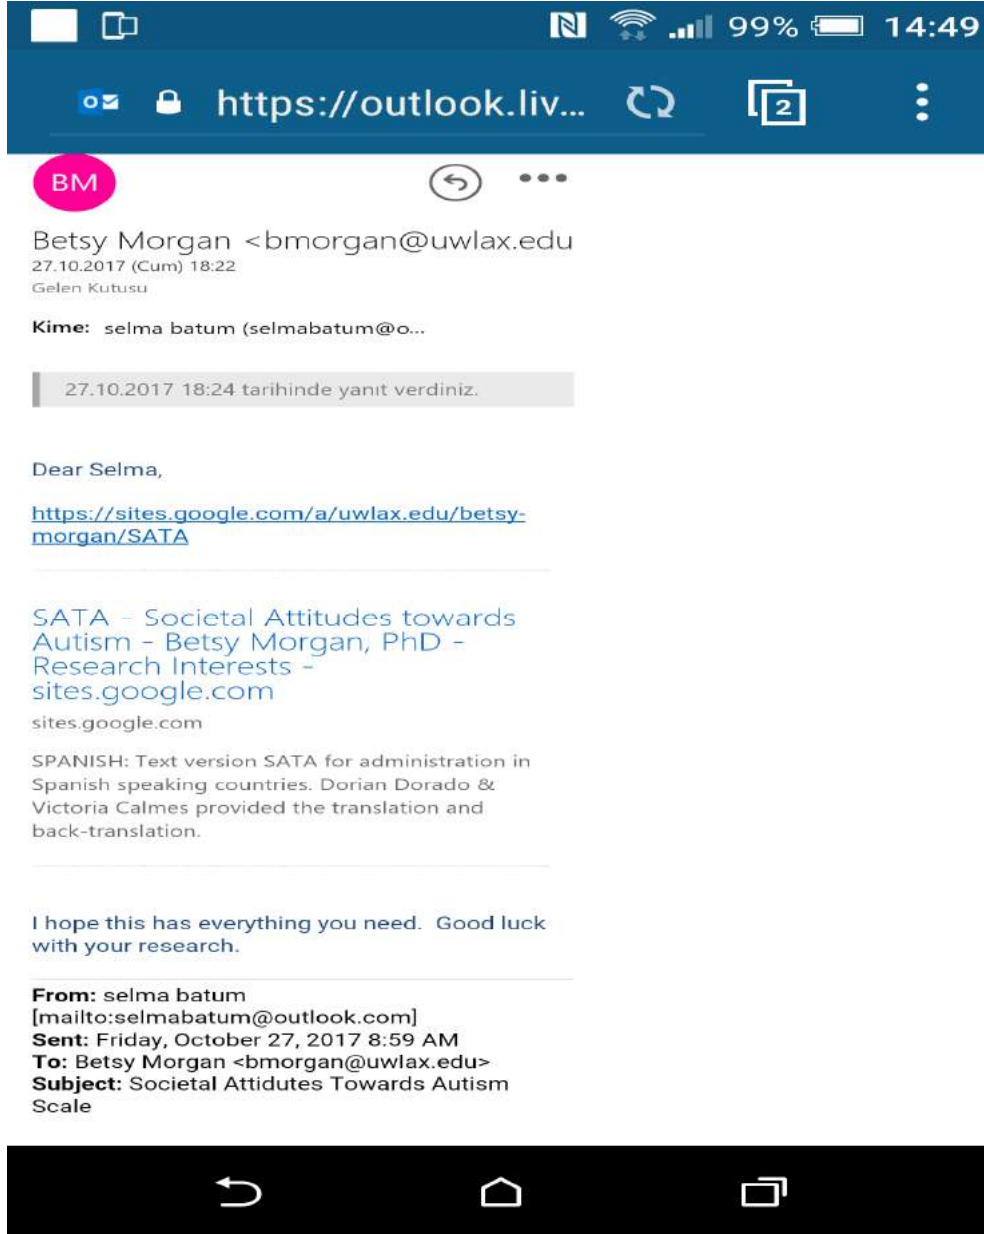 99% 14:49
https://outlook.liv... 2
BM
Betsy Morgan <bmorgan@uwlax.edu
27.10.2017 (Cum) 18:22
Gelen Kutusu
Kime: selma batum (selmabatum@o...
27.10.2017 18:24 tarihinde yanıt verdiniz.
Dear Selma,
https://sites.google.com/a/uwlax.edu/betsy-
morgan/SATA
SATA - Societal Attitudes towards
Autism - Betsy Morgan, PhD -
Research Interests -
sites.google.com
sites.google.com
SPANISH: Text version SATA for administration in
Spanish speaking countries. Dorian Dorado &
Victoria Calmes provided the translation and
back-translation.
I hope this has everything you need.  Good luck
with your research.
From: selma batum
[mailto:selmabatum@outlook.com]
Sent: Friday, October 27, 2017 8:59 AM
To: Betsy Morgan <bmorgan@uwlax.edu>
Subject: Societal Attidutes Towards Autism
Scale